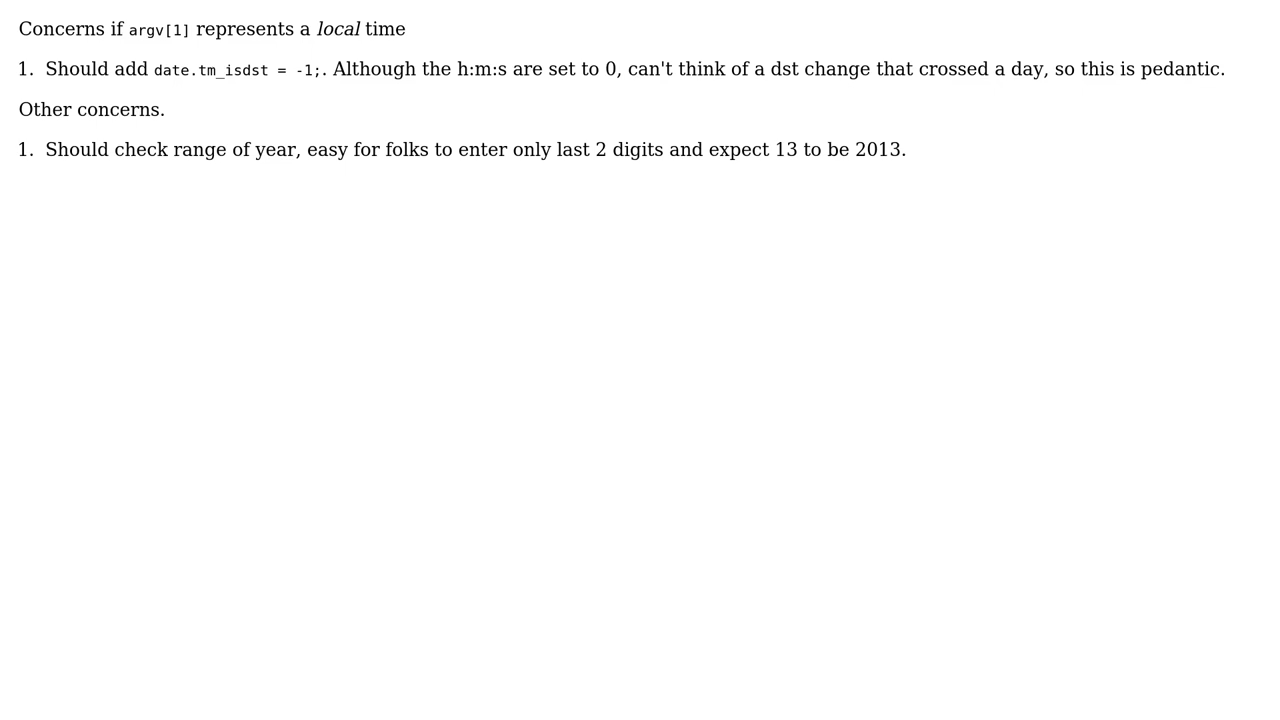 Concerns if argv[1] represents a local time
1. Should add date.tm_isdst = -1;. Although the h:m:s are set to 0, can't think of a dst change that crossed a day, so this is pedantic.
Other concerns.
1. Should check range of year, easy for folks to enter only last 2 digits and expect 13 to be 2013.